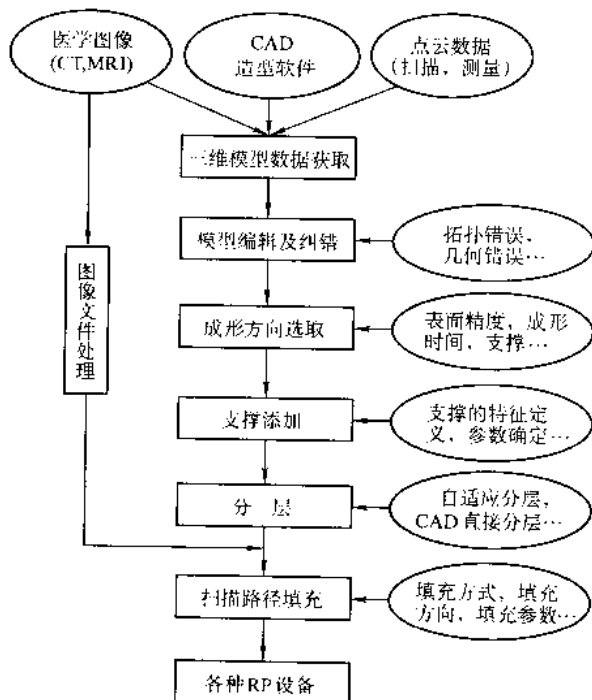 医学图像
(CT,MRI)
CAD
造型软件
点云数据
(扫描，测量)
三维模型数据获取
模型编辑及纠错
拓扑错误、
几何错误…
图像文件处理
成形方向选取
表面精度，成形
时间，支撑…
支撑添加
支撑的特征定
义，参数确定…
分 层
自适应分层，
CAD直接分层…
扫描路径填充
填充方式、填充
方向，填充参数…
各种RP设备